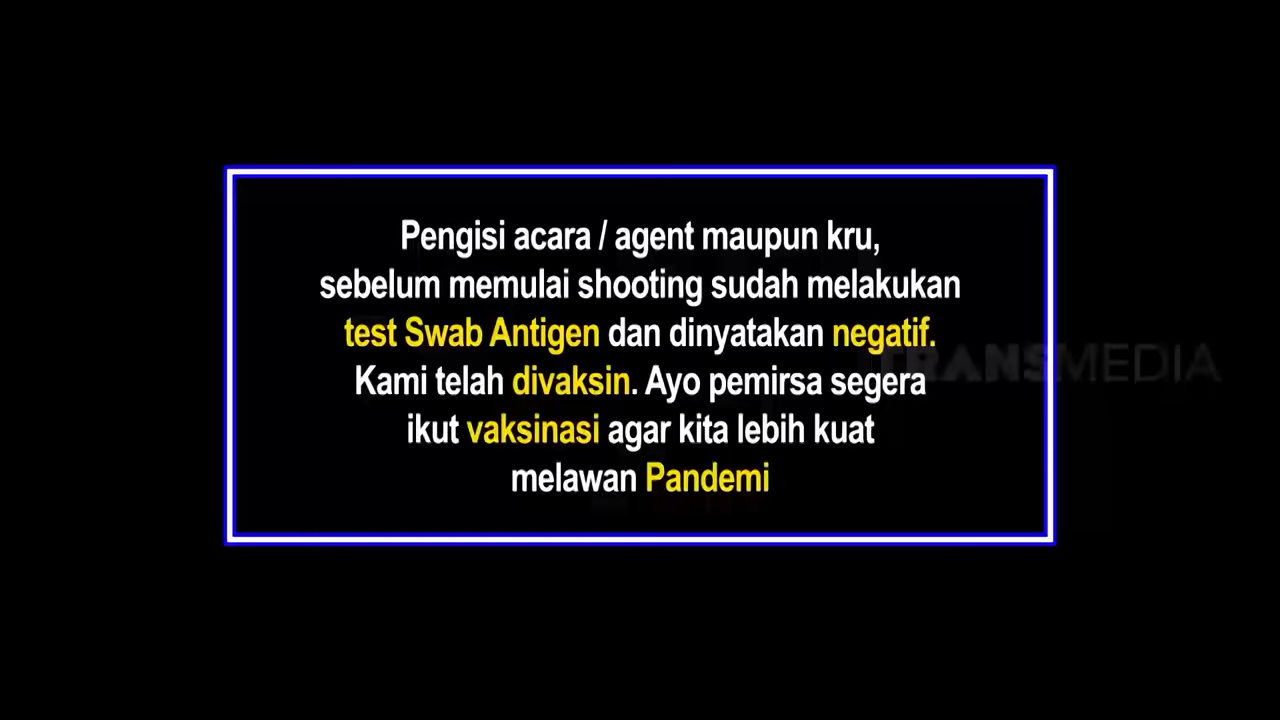 Pengisi acara / agent maupun kru,
sebelum memulai shooting sudah melakukan
test Swab Antigen dan dinyatakan negatif.
Kami telah divaksin. Ayo pemirsa segera
ikut vaksinasi agar kita lebih kuat
melawan Pandemi
TRANSMEDIA